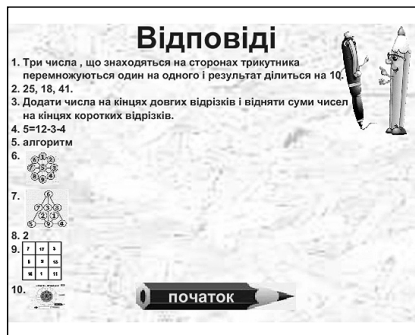 Відповіді
1. Три числа , що знаходяться на сторонах трикутника
перемножуються один на одного і результат ділиться на 10.
2. 25, 18, 41.
3. Додати числа на кінцях довгих відрізків і відняти суми чисел
на кінцях коротких відрізків.
4. 5=12-3-4
5. алгоритм
6.
7.
8. 2
9.
10.
початок